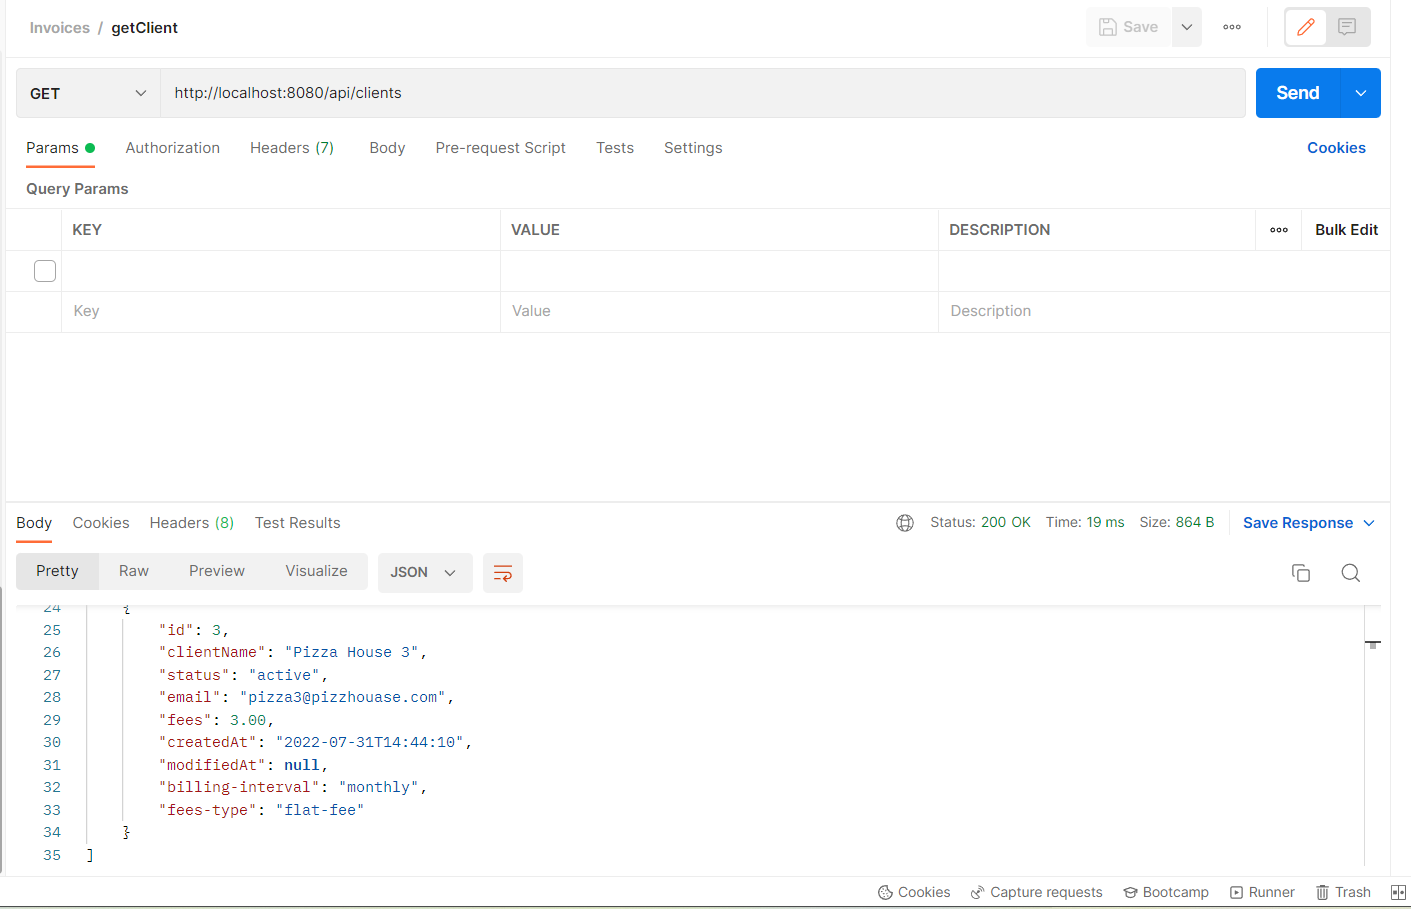 Invoices / getClient
Save
GET http://localhost:8080/api/clients Send
Params Authorization Headers (7) Body Pre-request Script Tests Settings Cookies
Query Params
KEY VALUE DESCRIPTION Bulk Edit
Key Value Description
Body Cookies Headers (8) Test Results Status: 200 OK Time: 19 ms Size: 864 B Save Response
Pretty Raw Preview Visualize JSON
24 {
25 "id": 3,
26 "clientName": "Pizza House 3",
27 "status": "active",
28 "email": "pizza3@pizzhouase.com",
29 "fees": 3.00,
30 "createdAt": "2022-07-31T14:44:10",
31 "modifiedAt": null,
32 "billing-interval": "monthly",
33 "fees-type": "flat-fee"
34 }
35 ]
Cookies Capture requests Bootcamp Runner Trash